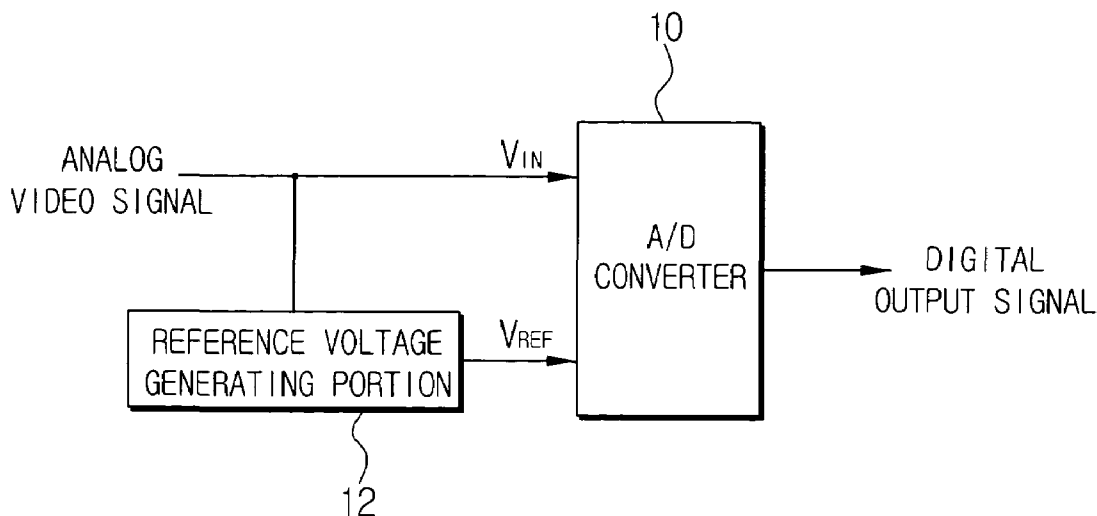 10
ANALOG
VIDEO SIGNAL
VIN
A/D
CONVERTER
DIGITAL
OUTPUT SIGNAL
REFERENCE VOLTAGE
GENERATING PORTION
VREF
12